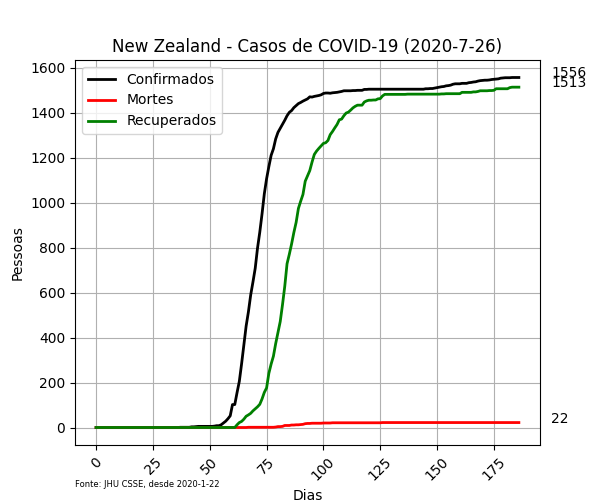 New Zealand - Casos de COVID-19 (2020-7-26)
Confirmados
Mortes
Recuperados
1600
1400
1200
1000
800
600
400
200
0
Pessoas
1556
1513
22
0
25
50
75
100
125
150
175
Fonte: JHU CSSE, desde 2020-1-22
Dias